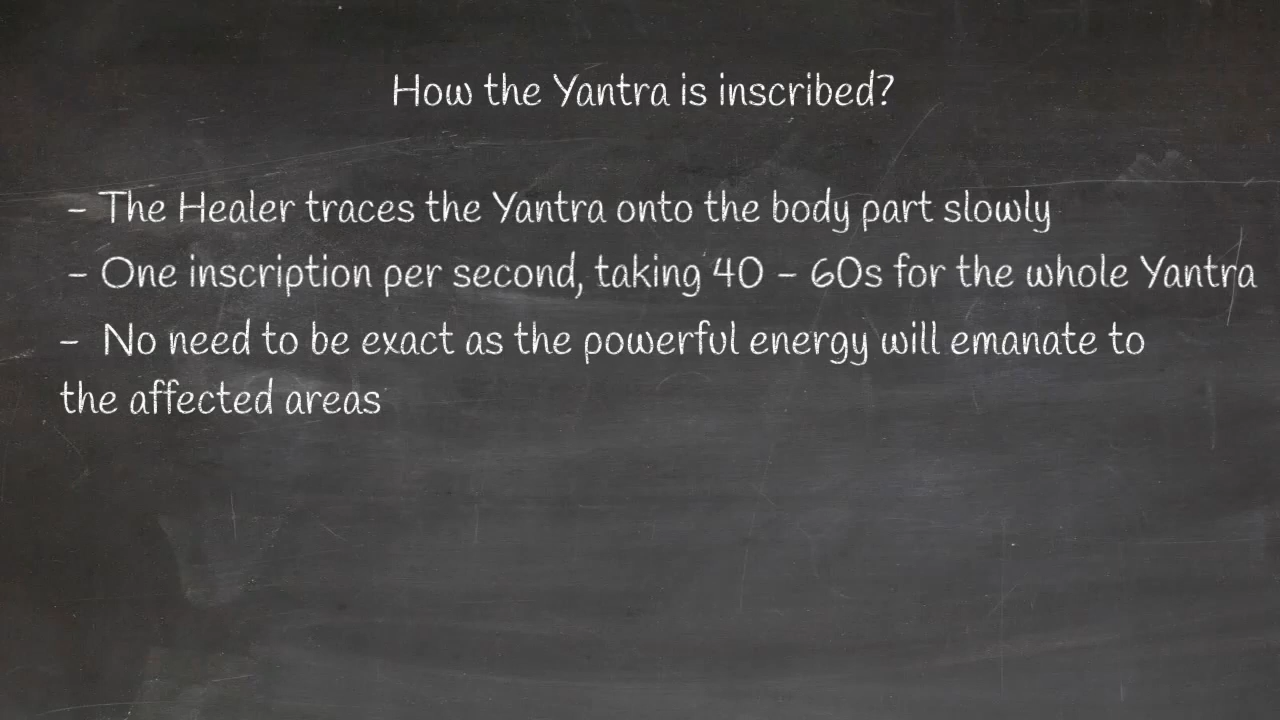 How the Yantra is inscribed?
- The Healer traces the Yantra onto the body part slowly
- One inscription per second, taking 40 - 60s for the whole Yantra
- No need to be exact as the powerful energy will emanate to
the affected areas